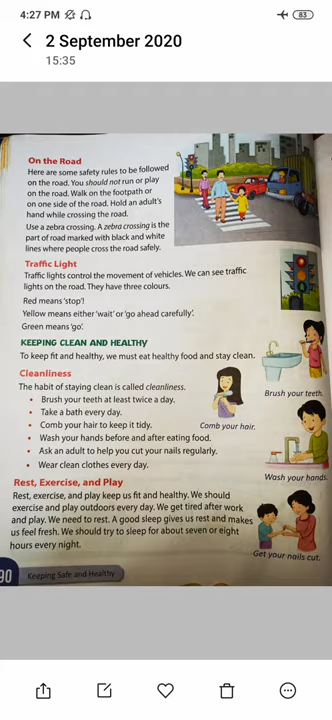 4:27 PM
83
2 September 2020
15:35
On the Road
Here are some safety rules to be followed
on the road. You should not run or play
on the road. Walk on the footpath or
on one side of the road. Hold an adult's
hand while crossing the road.
Use a zebra crossing. A zebra crossing is the
part of road marked with black and white
lines where people cross the road safely.
Traffic Light
Traffic lights control the movement of vehicles. We can see traffic
lights on the road. They have three colours.
Red means 'stop'!
Yellow means either 'wait' or 'go ahead carefully'.
Green means 'go'.
KEEPING CLEAN AND HEALTHY
To keep fit and healthy, we must eat healthy food and stay clean.
Cleanliness
The habit of staying clean is called cleanliness.
• Brush your teeth at least twice a day.
• Take a bath every day.
• Comb your hair to keep it tidy.
• Wash your hands before and after eating food.
• Ask an adult to help you cut your nails regularly.
• Wear clean clothes every day.
Brush your teeth.
Comb your hair.
Wash your hands.
Rest, Exercise, and Play
Rest, exercise, and play keep us fit and healthy. We should
exercise and play outdoors every day. We get tired after work
and play. We need to rest. A good sleep gives us rest and makes
us feel fresh. We should try to sleep for about seven or eight
hours every night.
Get your nails cut.
90
Keeping Safe and Healthy